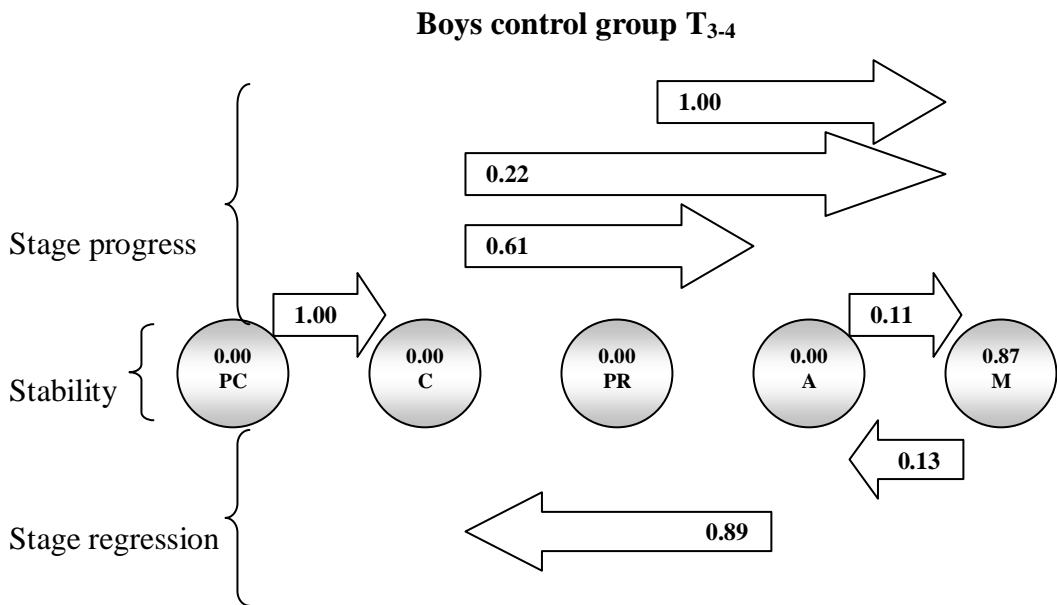 Boys control group T3-4
1.00
0.22
Stage progress
0.61
1.00
0.11
0.00
PC
0.00
C
0.00
PR
0.00
A
0.87
M
Stability
0.13
Stage regression
0.89